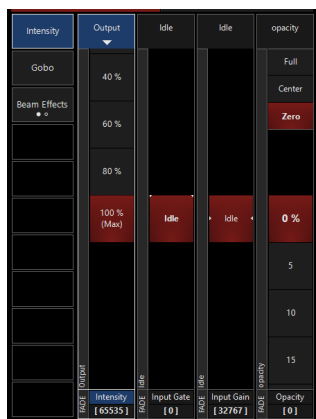 Intensity
Output
Idle
Idle
opacity
Gobo
Beam Effects
40 %
60 %
80 %
100 %
(Max)
Idle
Idle
Full
Center
Zero
0 %
5
10
15
Output
Idle
Idle
opacity
FADE
Intensity
[ 65535 ]
FADE
Input Gate
[ 0 ]
FADE
Input Gain
[ 32767 ]
FADE
Opacity
[ 0 ]